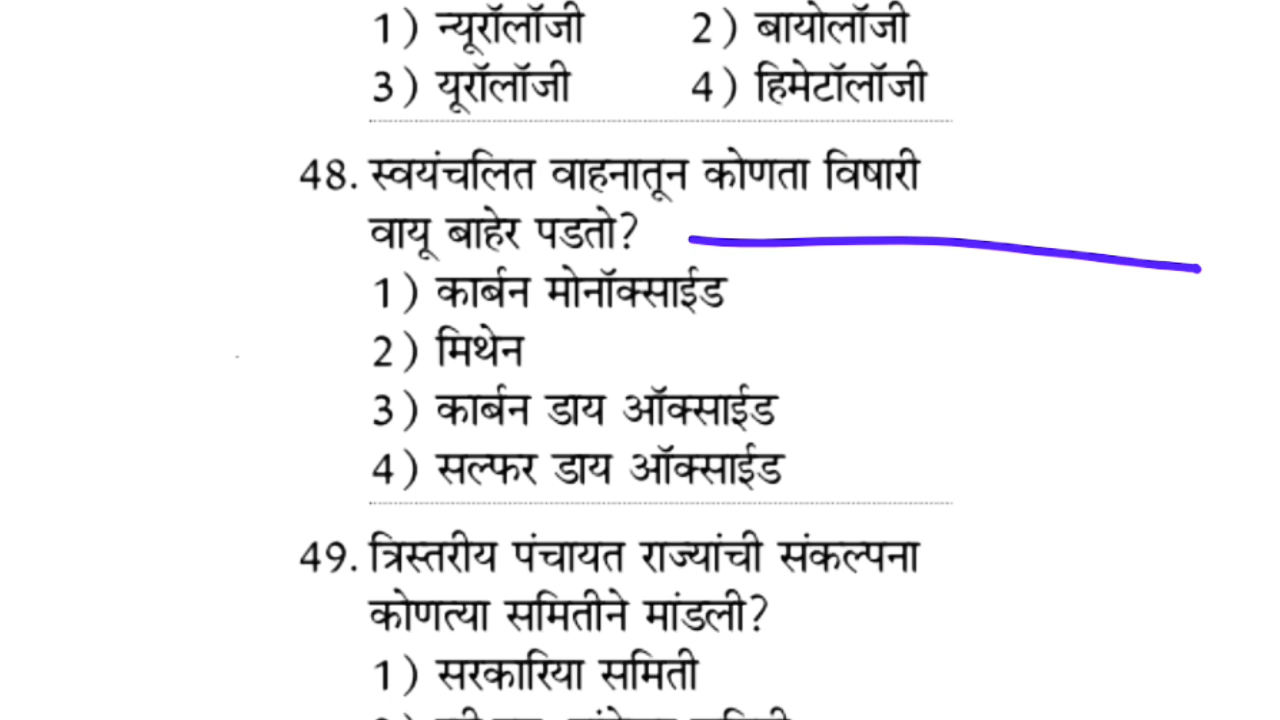 1) न्यूरॉलॉजी 2) बायोलॉजी
3) यूरॉलॉजी 4) हिमेटॉलॉजी
48. स्वयंचलित वाहनातून कोणता विषारी
वायू बाहेर पडतो?
1) कार्बन मोनॉक्साईड
2) मिथेन
3) कार्बन डाय ऑक्साईड
4) सल्फर डाय ऑक्साईड
49. त्रिस्तरीय पंचायत राज्यांची संकल्पना
कोणत्या समितीने मांडली?
1) सरकारिया समिती